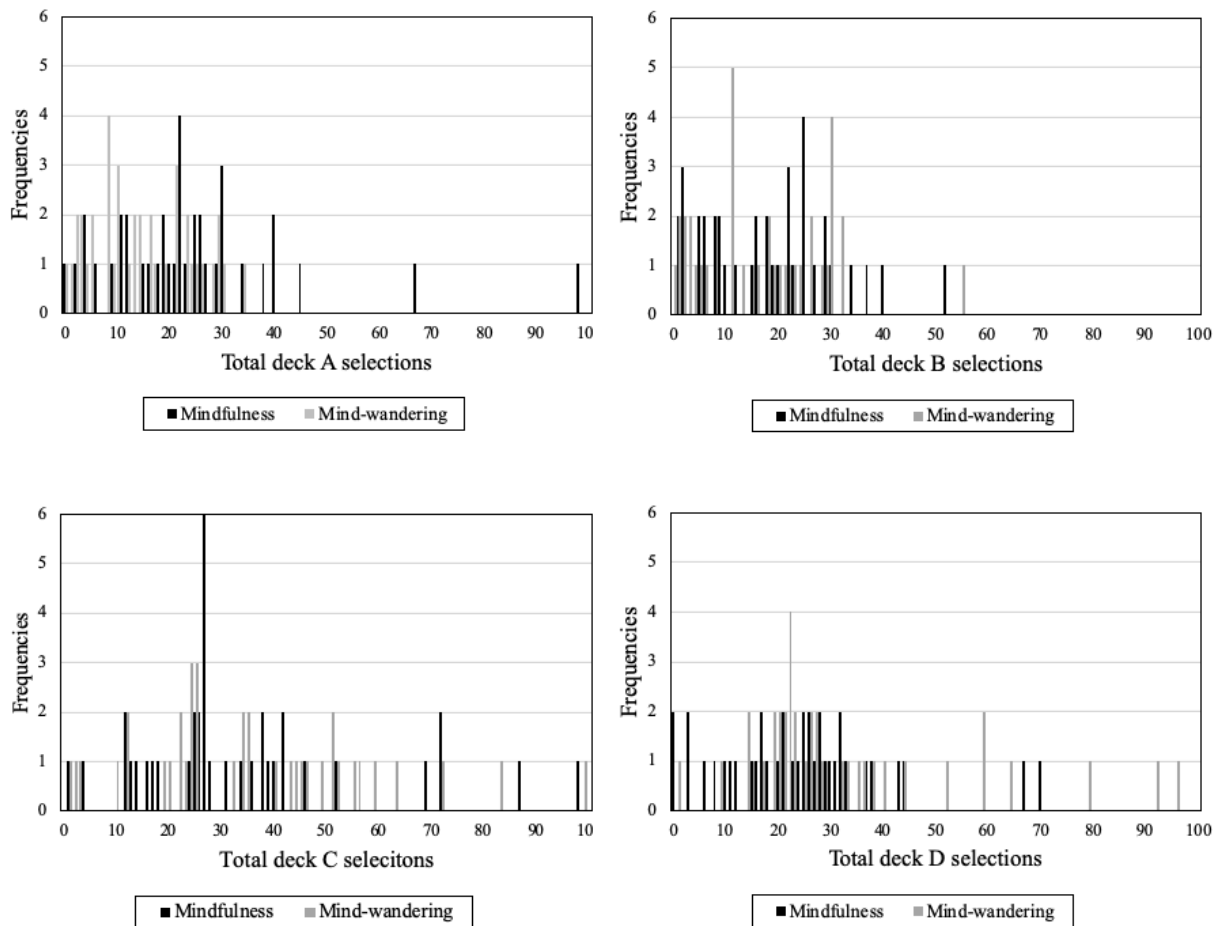 6
5
4
3
2
1
0
Frequencies
0 10 20 30 40 50 60 70 80 90 10
Total deck A selections
Mindfulness Mind-wandering
6
5
4
3
2
1
0
Frequencies
0 10 20 30 40 50 60 70 80 90 100
Total deck B selections
Mindfulness Mind-wandering
6
5
4
3
2
1
0
Frequencies
0 10 20 30 40 50 60 70 80 90 10
Total deck C selecitons
Mindfulness Mind-wandering
6
5
4
3
2
1
0
Frequencies
0 10 20 30 40 50 60 70 80 90 100
Total deck D selections
Mindfulness Mind-wandering